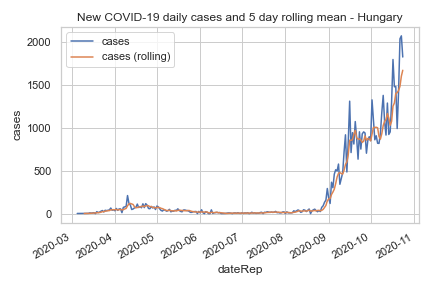 New COVID-19 daily cases and 5 day rolling mean - Hungary
cases
cases (rolling)
2000
1500
1000
500
0
cases
2020-03
2020-04
2020-05
2020-06
2020-07
2020-08
2020-09
2020-10
2020-11
dateRep